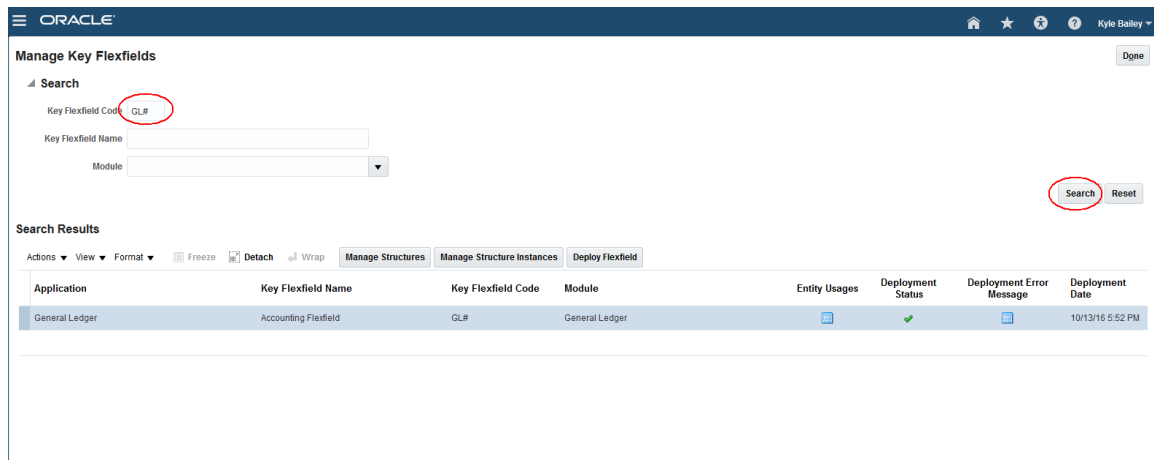 ORACLE
Kyle Bailey
Manage Key Flexfields
Done
Search
Key Flexfield Code GL#
Key Flexfield Name
Module
Search Reset
Search Results
Actions View Format Freeze Detach Wrap Manage Structures Manage Structure Instances Deploy Flexfield
Application Key Flexfield Name Key Flexfield Code Module Entity Usages Deployment Status Deployment Error Message Deployment Date
General Ledger Accounting Flexfield GL# General Ledger 10/13/16 5:52 PM